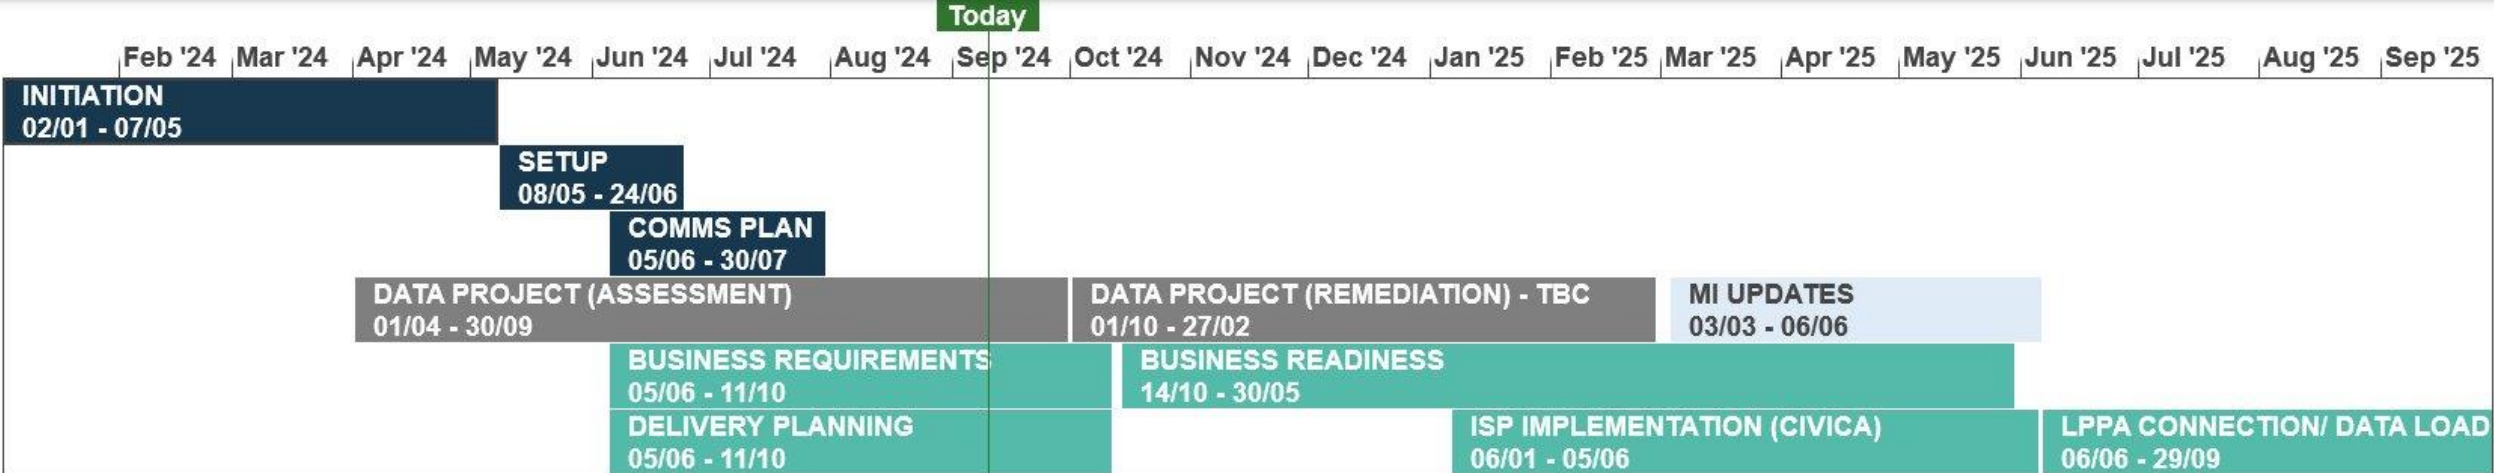 Today
Feb '24 Mar '24 Apr '24 May '24 Jun '24 Jul '24 Aug '24 Sep '24 Oct '24 Nov '24 Dec '24 Jan '25 Feb '25 Mar '25 Apr '25 May '25 Jun '25 Jul '25 Aug '25 Sep '25
INITIATION
02/01 - 07/05
SETUP
08/05 - 24/06
COMMS PLAN
05/06 - 30/07
DATA PROJECT (ASSESSMENT)
01/04 - 30/09
DATA PROJECT (REMEDIATION) - TBC
01/10 - 27/02
MI UPDATES
03/03 - 06/06
BUSINESS REQUIREMENTS
05/06 - 11/10
BUSINESS READINESS
14/10 - 30/05
DELIVERY PLANNING
05/06 - 11/10
ISP IMPLEMENTATION (CIVICA)
06/01 - 05/06
LPPA CONNECTION/ DATA LOAD
06/06 - 29/09